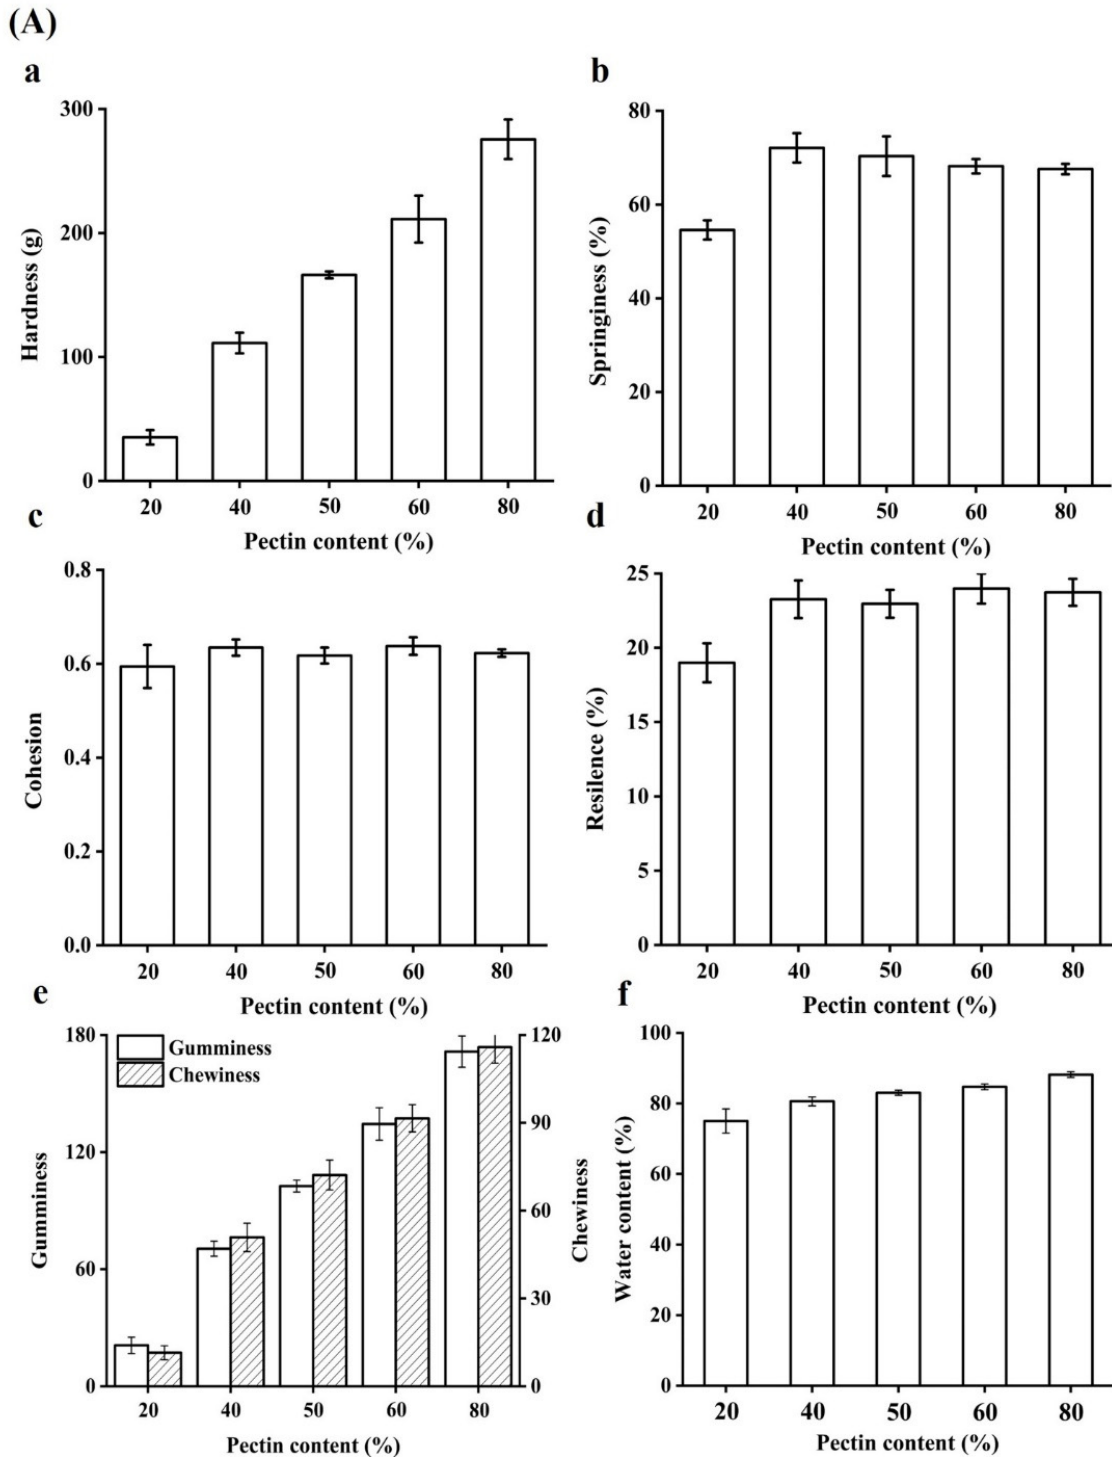 (A)
a
300
200
100
0
Hardness (g)
20 40 50 60 80
Pectin content (%)
b
80
60
40
20
0
Springiness (%)
20 40 50 60 80
Pectin content (%)
c
0.8
0.6
0.4
0.2
0.0
Cohesion
20 40 50 60 80
Pectin content (%)
d
25
20
15
10
5
0
Resilence (%)
20 40 50 60 80
Pectin content (%)
e
180
120
60
0
Gumminess
Gumminess
Chewiness
120
90
60
30
0
Chewiness
20 40 50 60 80
Pectin content (%)
f
100
80
60
40
20
0
Water content (%)
20 40 50 60 80
Pectin content (%)